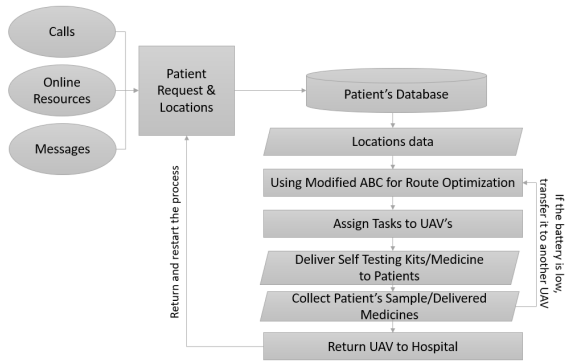 Calls
Online
Resources
Messages
Patient
Request &
Locations
Patient's Database
Locations data
Using Modified ABC for Route Optimization
Assign Tasks to UAV's
Deliver Self Testing Kits/Medicine
to Patients
Collect Patient's Sample/Delivered
Medicines
Return UAV to Hospital
Return and restart the process
If the battery is low,
transfer it to another UAV